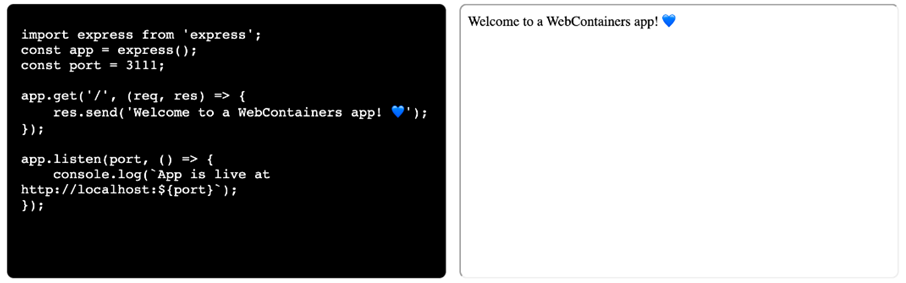 import express from 'express';
const app = express();
const port = 3111;
app.get('/', (req, res) => {
    res.send('Welcome to a WebContainers app! 💙');
});
app.listen(port, () => {
    console.log(`App is live at
http://localhost:${port}`);
});
Welcome to a WebContainers app! 💙